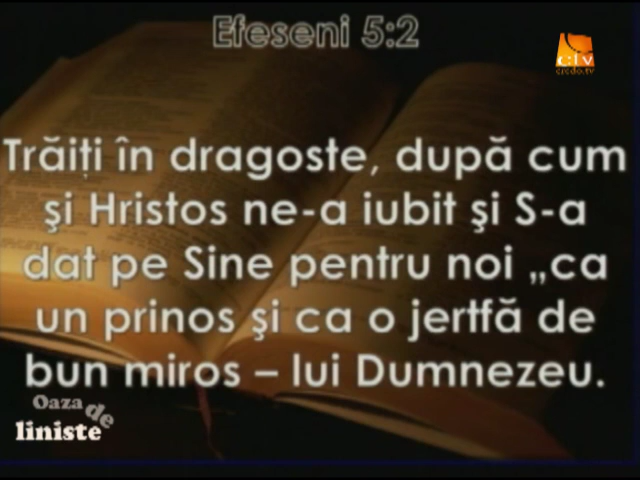 Efeseni 5:2
c:tv
credo.tv
Trăiți în dragoste, după cum
şi Hristos ne-a iubit şi S-a
dat pe Sine pentru noi „ca
un prinos şi ca o jertfă de
bun miros – lui Dumnezeu.
Oaza de
liniste